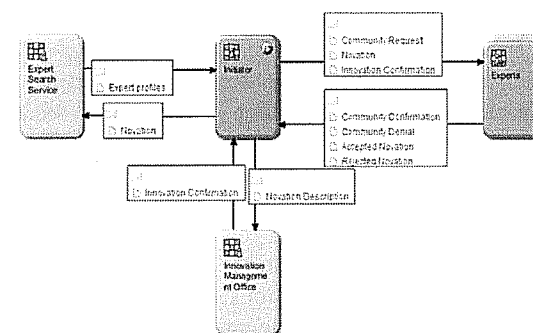 Expert
Search
Service
Expert profiles
Novation
Initiator
Community Request
Novation
Innovation Confirmation
Experts
Community Confirmation
Community Denial
Accepted Novation
Rejected Novation
Innovation Confirmation
Novation Description
Innovation
Manageme
nt Office